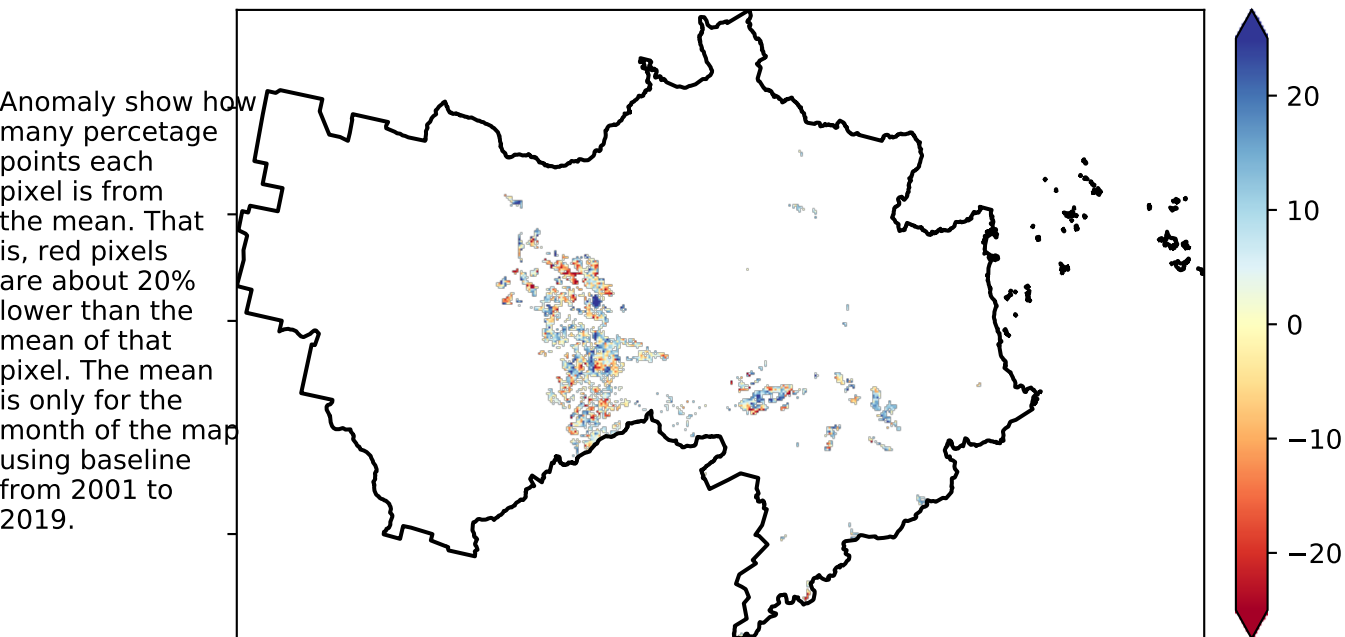 Anomaly show how
many percetage
points each
pixel is from
the mean. That
is, red pixels
are about 20%
lower than the
mean of that
pixel. The mean
is only for the
month of the map
using baseline
from 2001 to
2019.
20
10
0
−10
−20